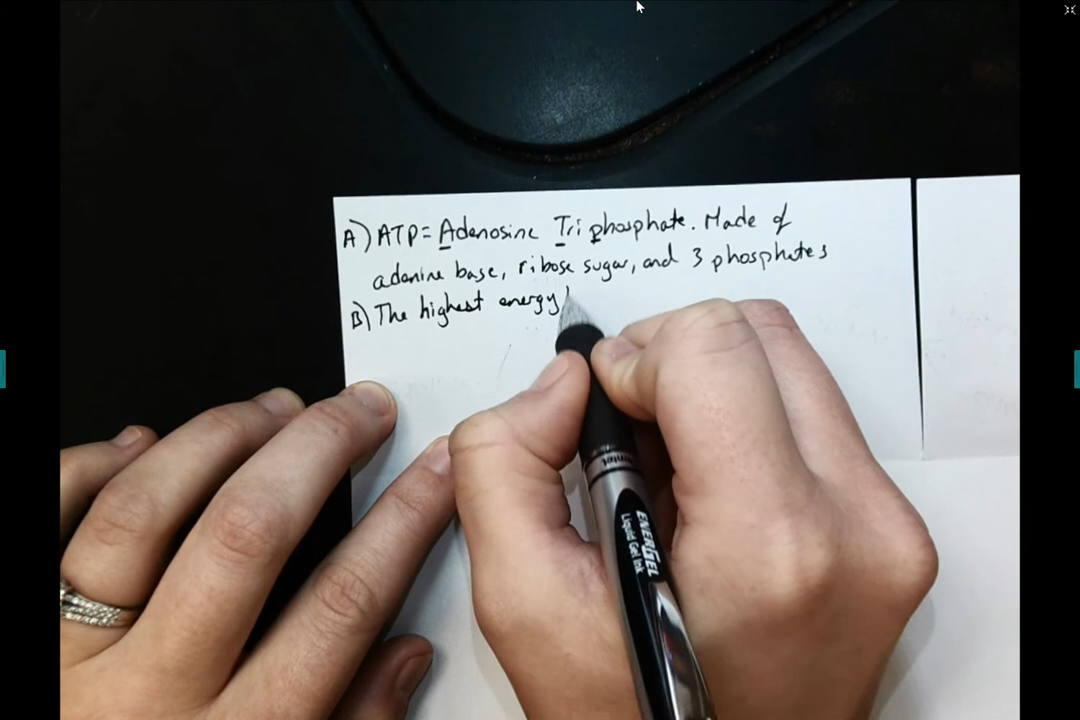 A) ATP = Adenosine Triphosphate. Made of
adenine base, ribose sugar, and 3 phosphates
B) The highest energy
Pentel
ENERGEL
Liquid Gel Ink